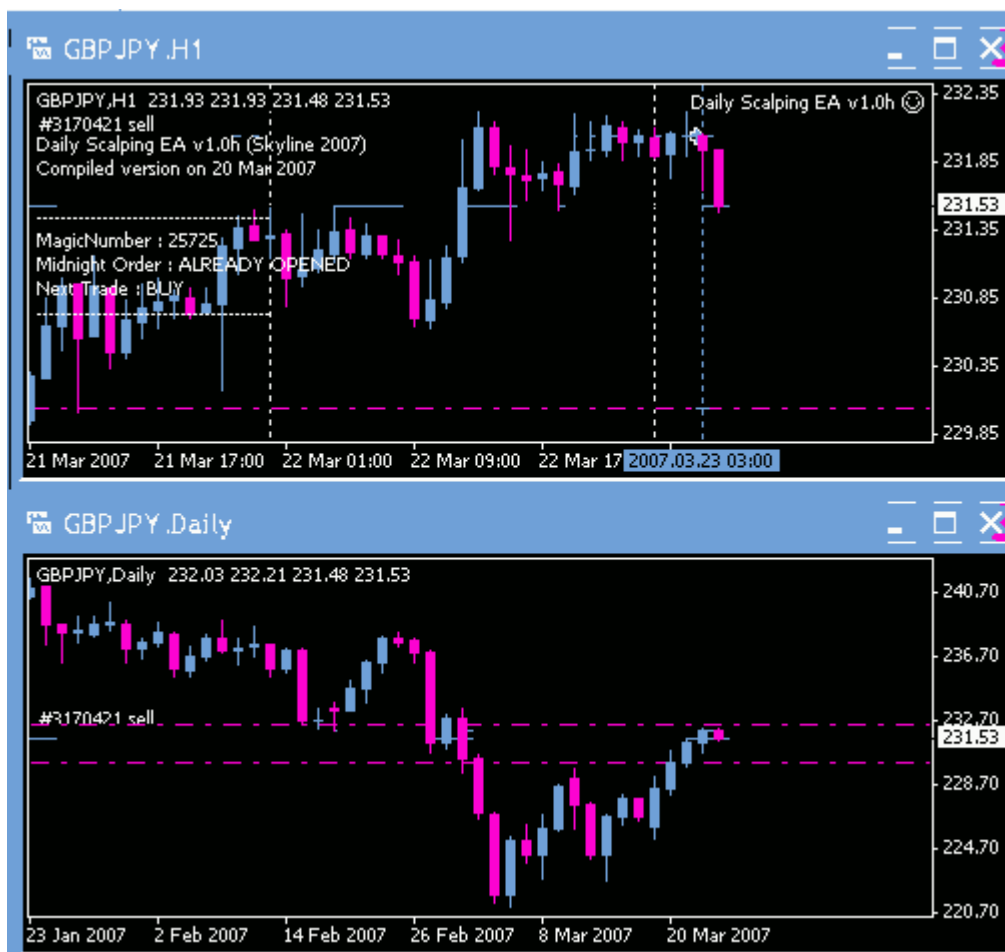 GBPJPY.H1
GBPJPY,H1 231.93 231.93 231.48 231.53
Daily Scalping EA v1.0h
#3170421 sell
Daily Scalping EA v1.0h (Skyline 2007)
Compiled version on 20 Mar 2007
MagicNumber : 25725
Midnight Order : ALREADY OPENED
Next Trade : BUY
232.35
231.85
231.53
231.35
230.85
230.35
229.85
21 Mar 2007 21 Mar 17:00 22 Mar 01:00 22 Mar 09:00 22 Mar 17 2007.03.23 03:00
GBPJPY.Daily
GBPJPY,Daily 232.03 232.21 231.48 231.53
#3170421 sell
240.70
236.70
232.70
231.53
228.70
224.70
220.70
23 Jan 2007 2 Feb 2007 14 Feb 2007 26 Feb 2007 8 Mar 2007 20 Mar 2007